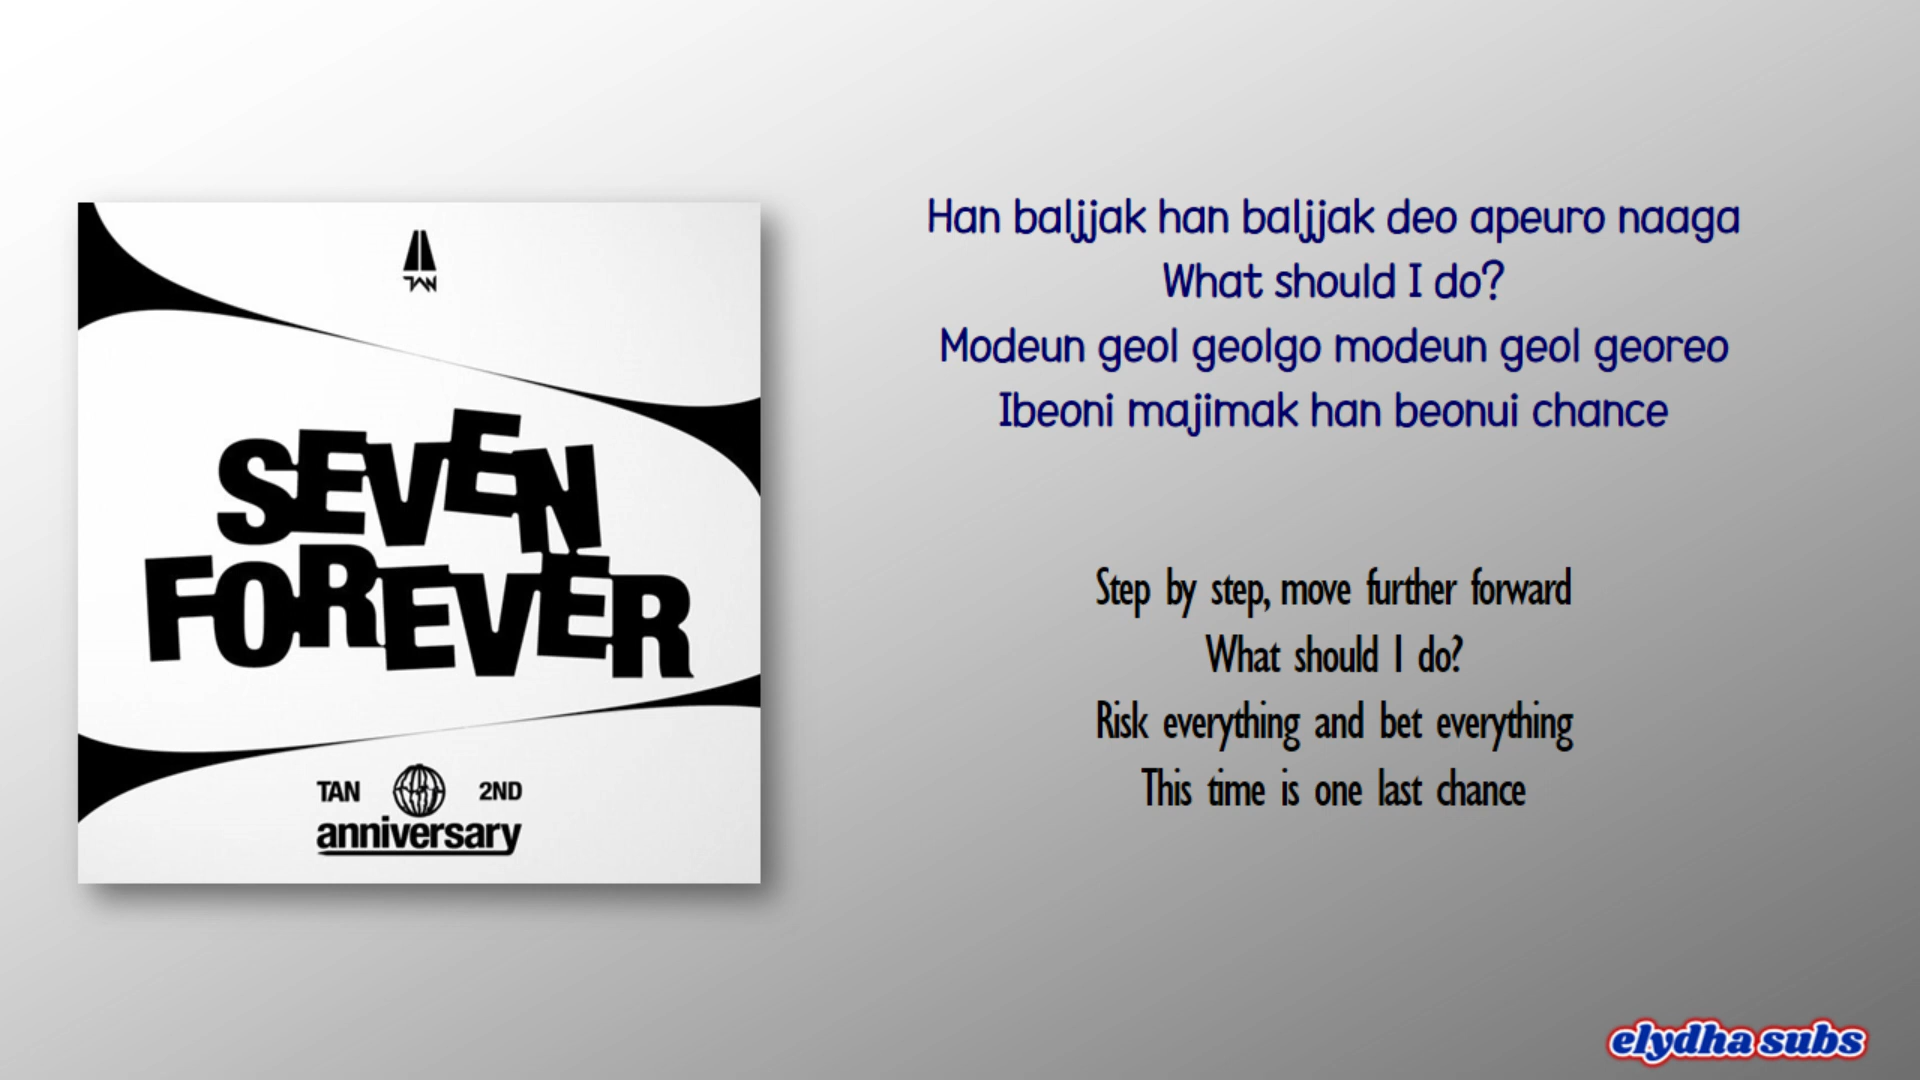 TAN
SEVEN
FOREVER
TAN 2ND
anniversary
Han baljjak han baljjak deo apeuro naaga
What should I do?
Modeun geol geolgo modeun geol georeo
Ibeoni majimak han beonui chance
Step by step, move further forward
What should I do?
Risk everything and bet everything
This time is one last chance
elydha subs